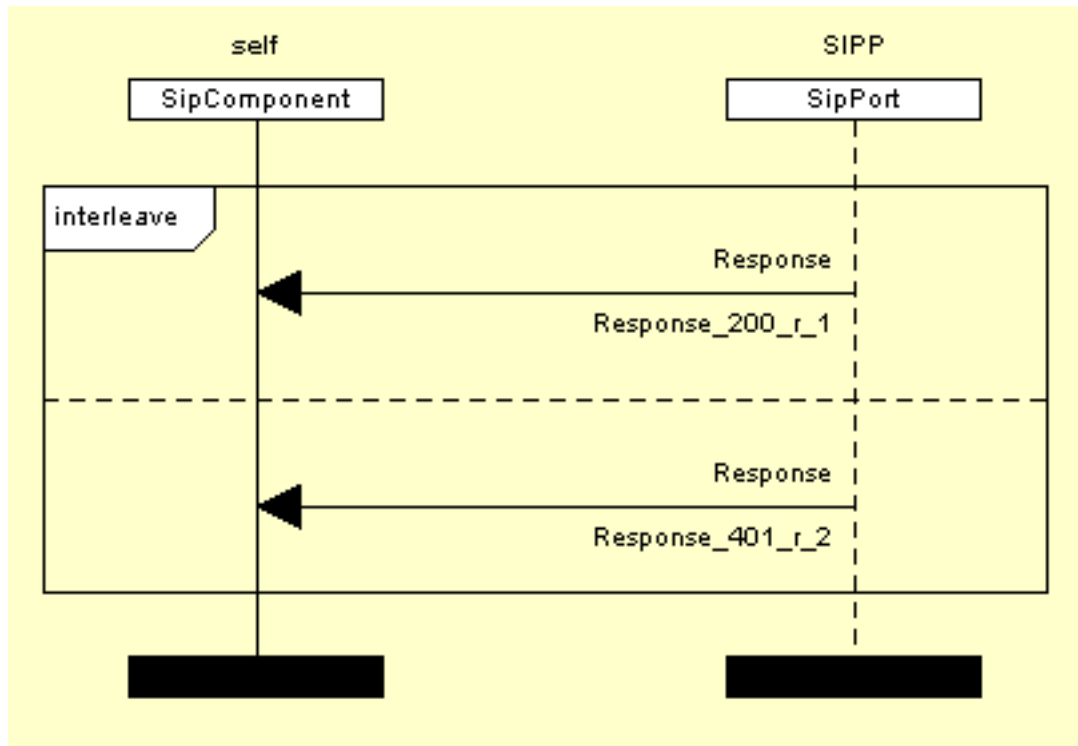 self
SIPP
SipComponent
SipPort
interleave
Response
Response_200_r_1
Response
Response_401_r_2